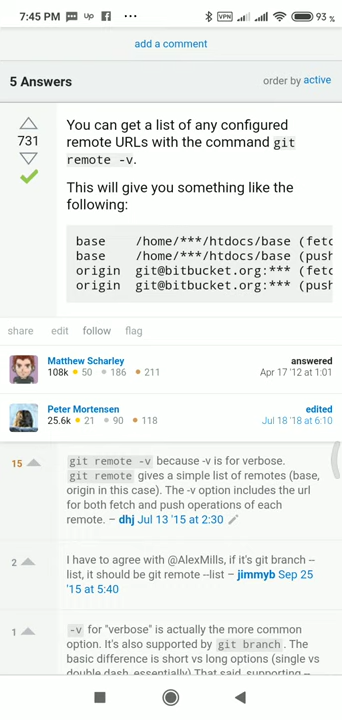 7:45 PM UP ... VPN 93 %
add a comment
5 Answers order by active
You can get a list of any configured
731
remote URLs with the command git
remote -v.
This will give you something like the
following:
base /home/***/htdocs/base (fetc
base /home/***/htdocs/base (push
origin git@bitbucket.org:*** (fetc
origin git@bitbucket.org:*** (push
share edit follow flag
Matthew Scharley answered
108k 50 186 211 Apr 17 '12 at 1:01
Peter Mortensen edited
25.6k 21 90 118 Jul 18 '18 at 6:10
15 git remote -v because -v is for verbose.
git remote gives a simple list of remotes (base,
origin in this case). The -v option includes the url
for both fetch and push operations of each
remote. – dhj Jul 13 '15 at 2:30
2 I have to agree with @AlexMills, if it's git branch --
list, it should be git remote --list – jimmyb Sep 25
'15 at 5:40
1 -v for "verbose" is actually the more common
option. It's also supported by git branch. The
basic difference is short vs long options (single vs
double dash, essentially) That said, supporting --